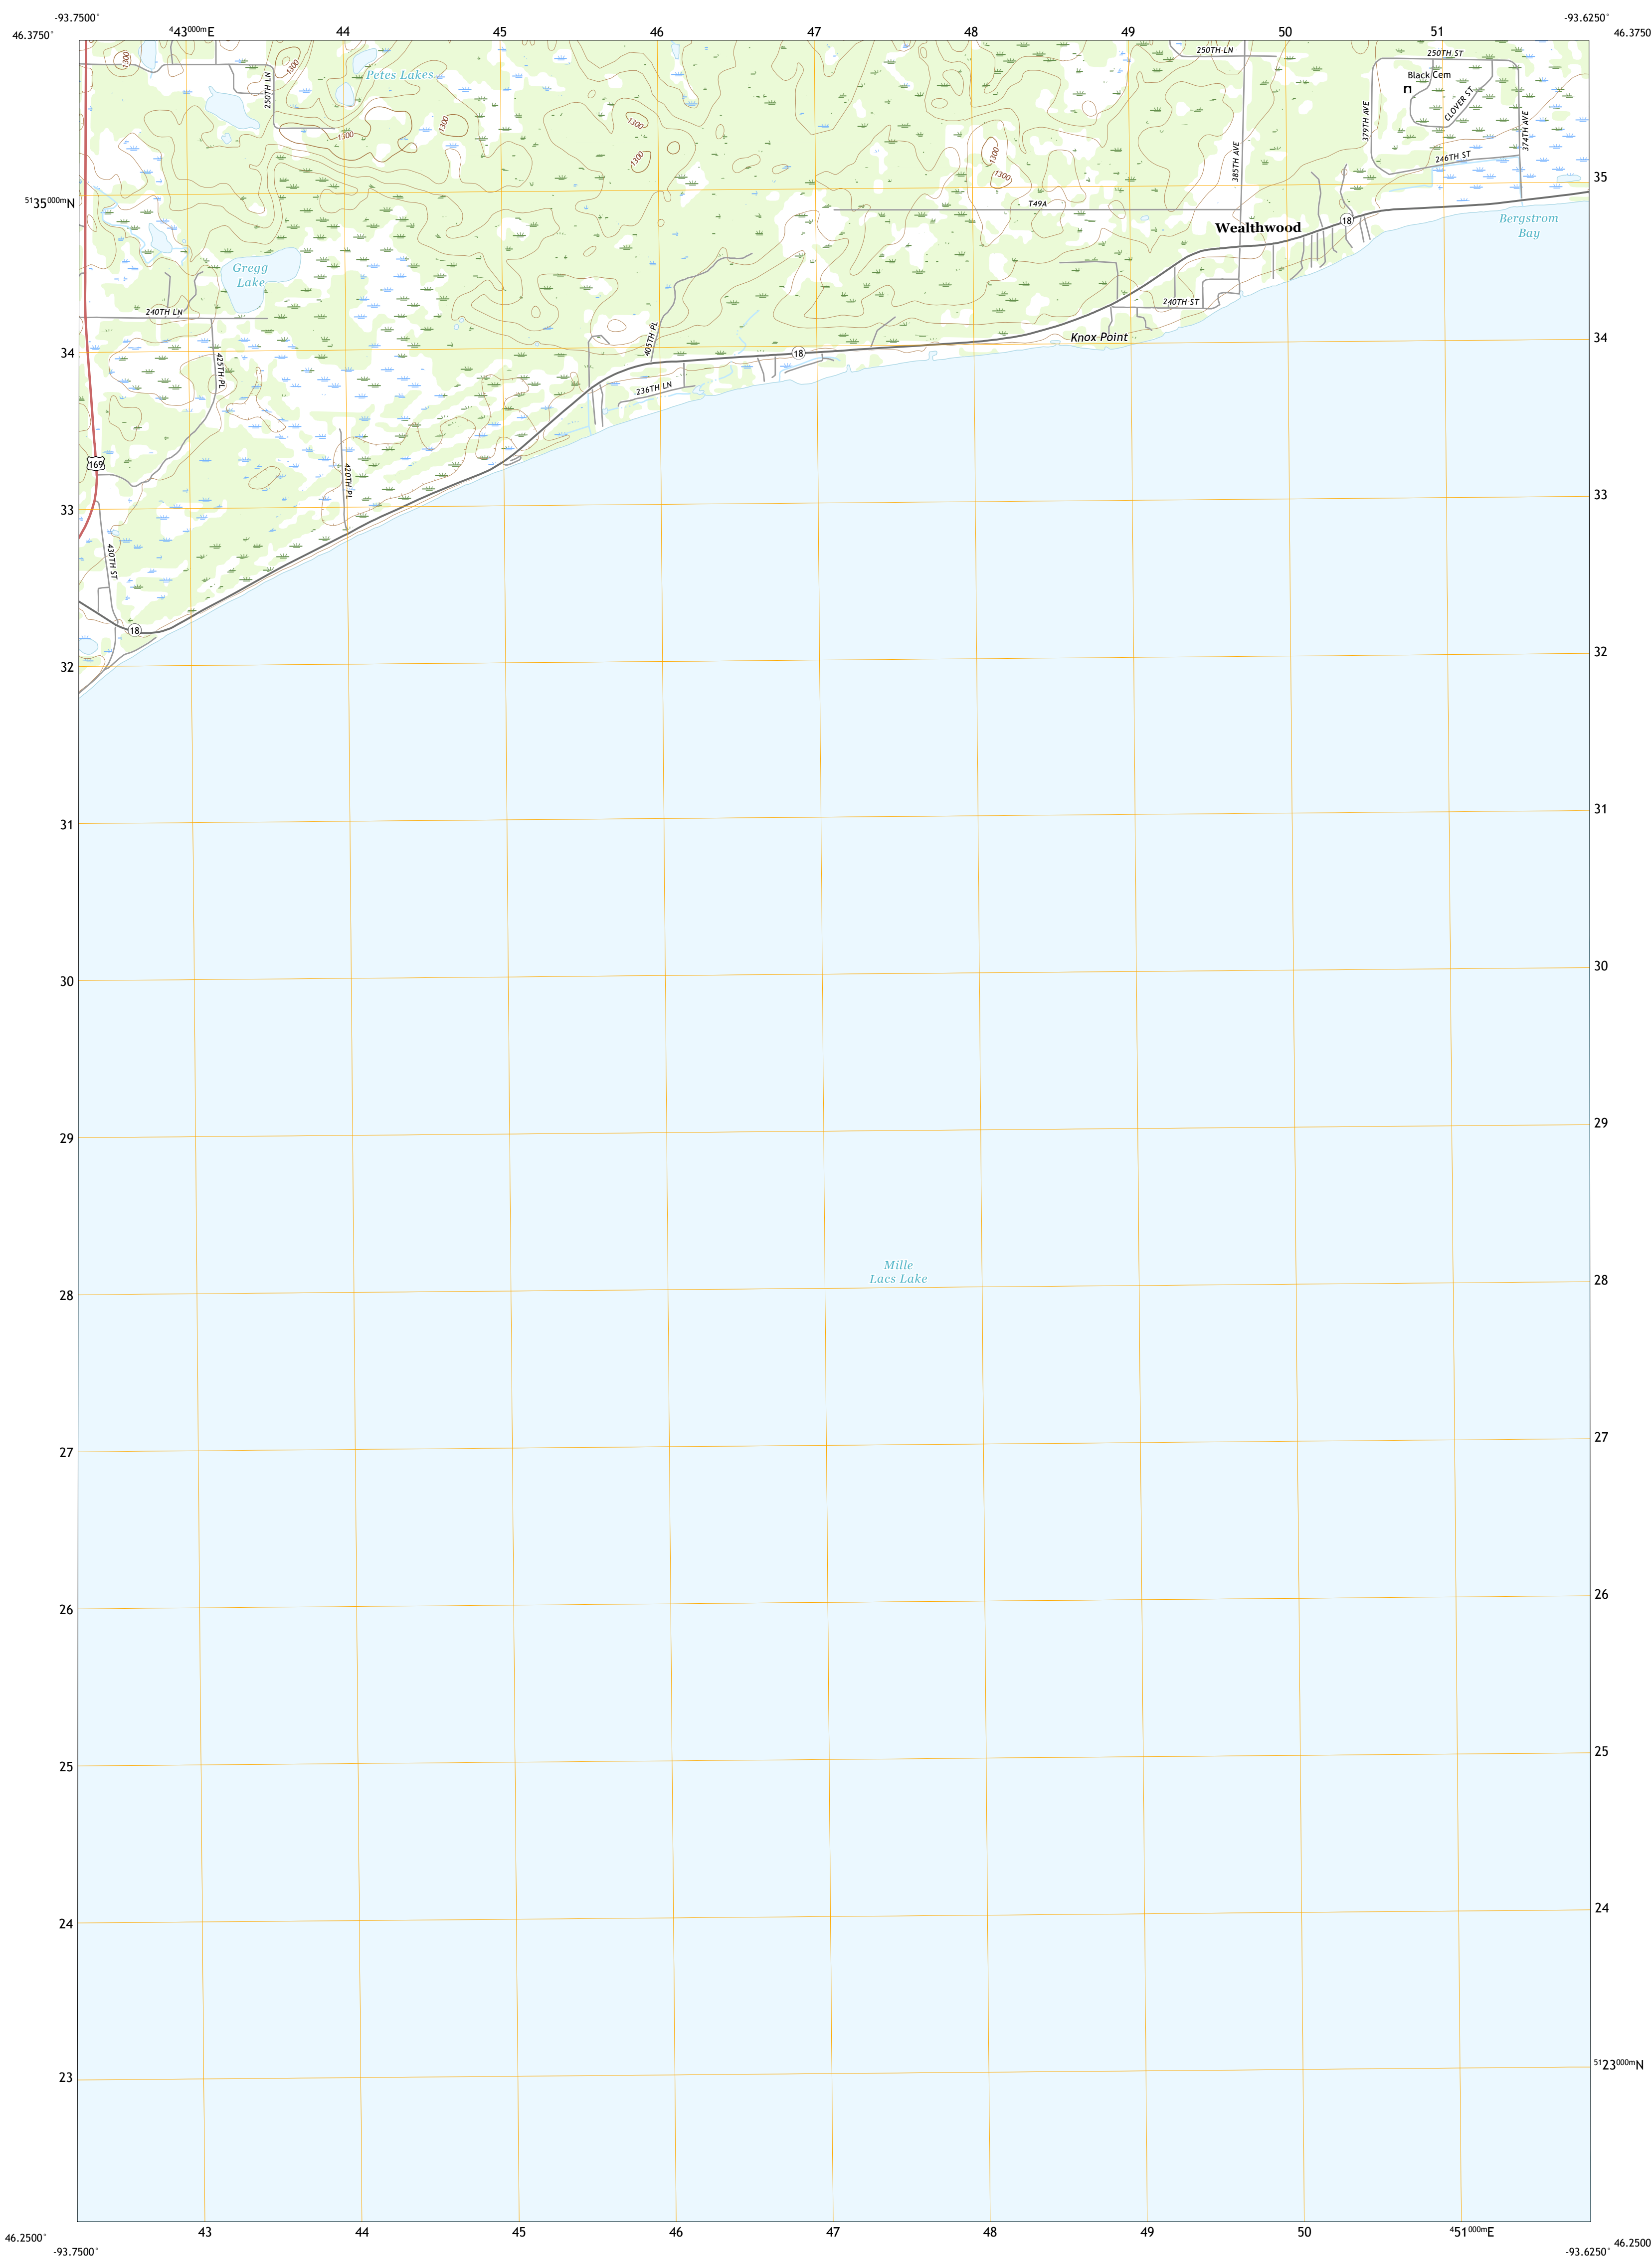 -93.7500°
-93.6250°
46.3750°
⁴43⁰⁰⁰ᵐE
44
45
46
47
48
49
50
51
46.3750
250TH LN
250TH ST
1300
1300
Petes Lakes
Black Cem
250TH LN
CLOVER ST
379TH AVE
374TH AVE
1300
1300
1300
1300
1300
1300
385TH AVE
246TH ST
35
⁵¹35⁰⁰⁰ᵐN
T49A
18
Wealthwood
Bergstrom
Bay
Gregg
Lake
240TH LN
240TH ST
405TH PL
Knox Point
34
34
18
425TH PL
236TH LN
169
420TH PL
33
33
430TH ST
18
32
32
31
31
30
30
29
29
Mille
Lacs Lake
28
28
27
27
26
26
25
25
24
24
23
⁵¹23⁰⁰⁰ᵐN
46.2500°
43
44
45
46
47
48
49
50
⁴51⁰⁰⁰ᵐE
46.2500
-93.7500°
-93.6250°